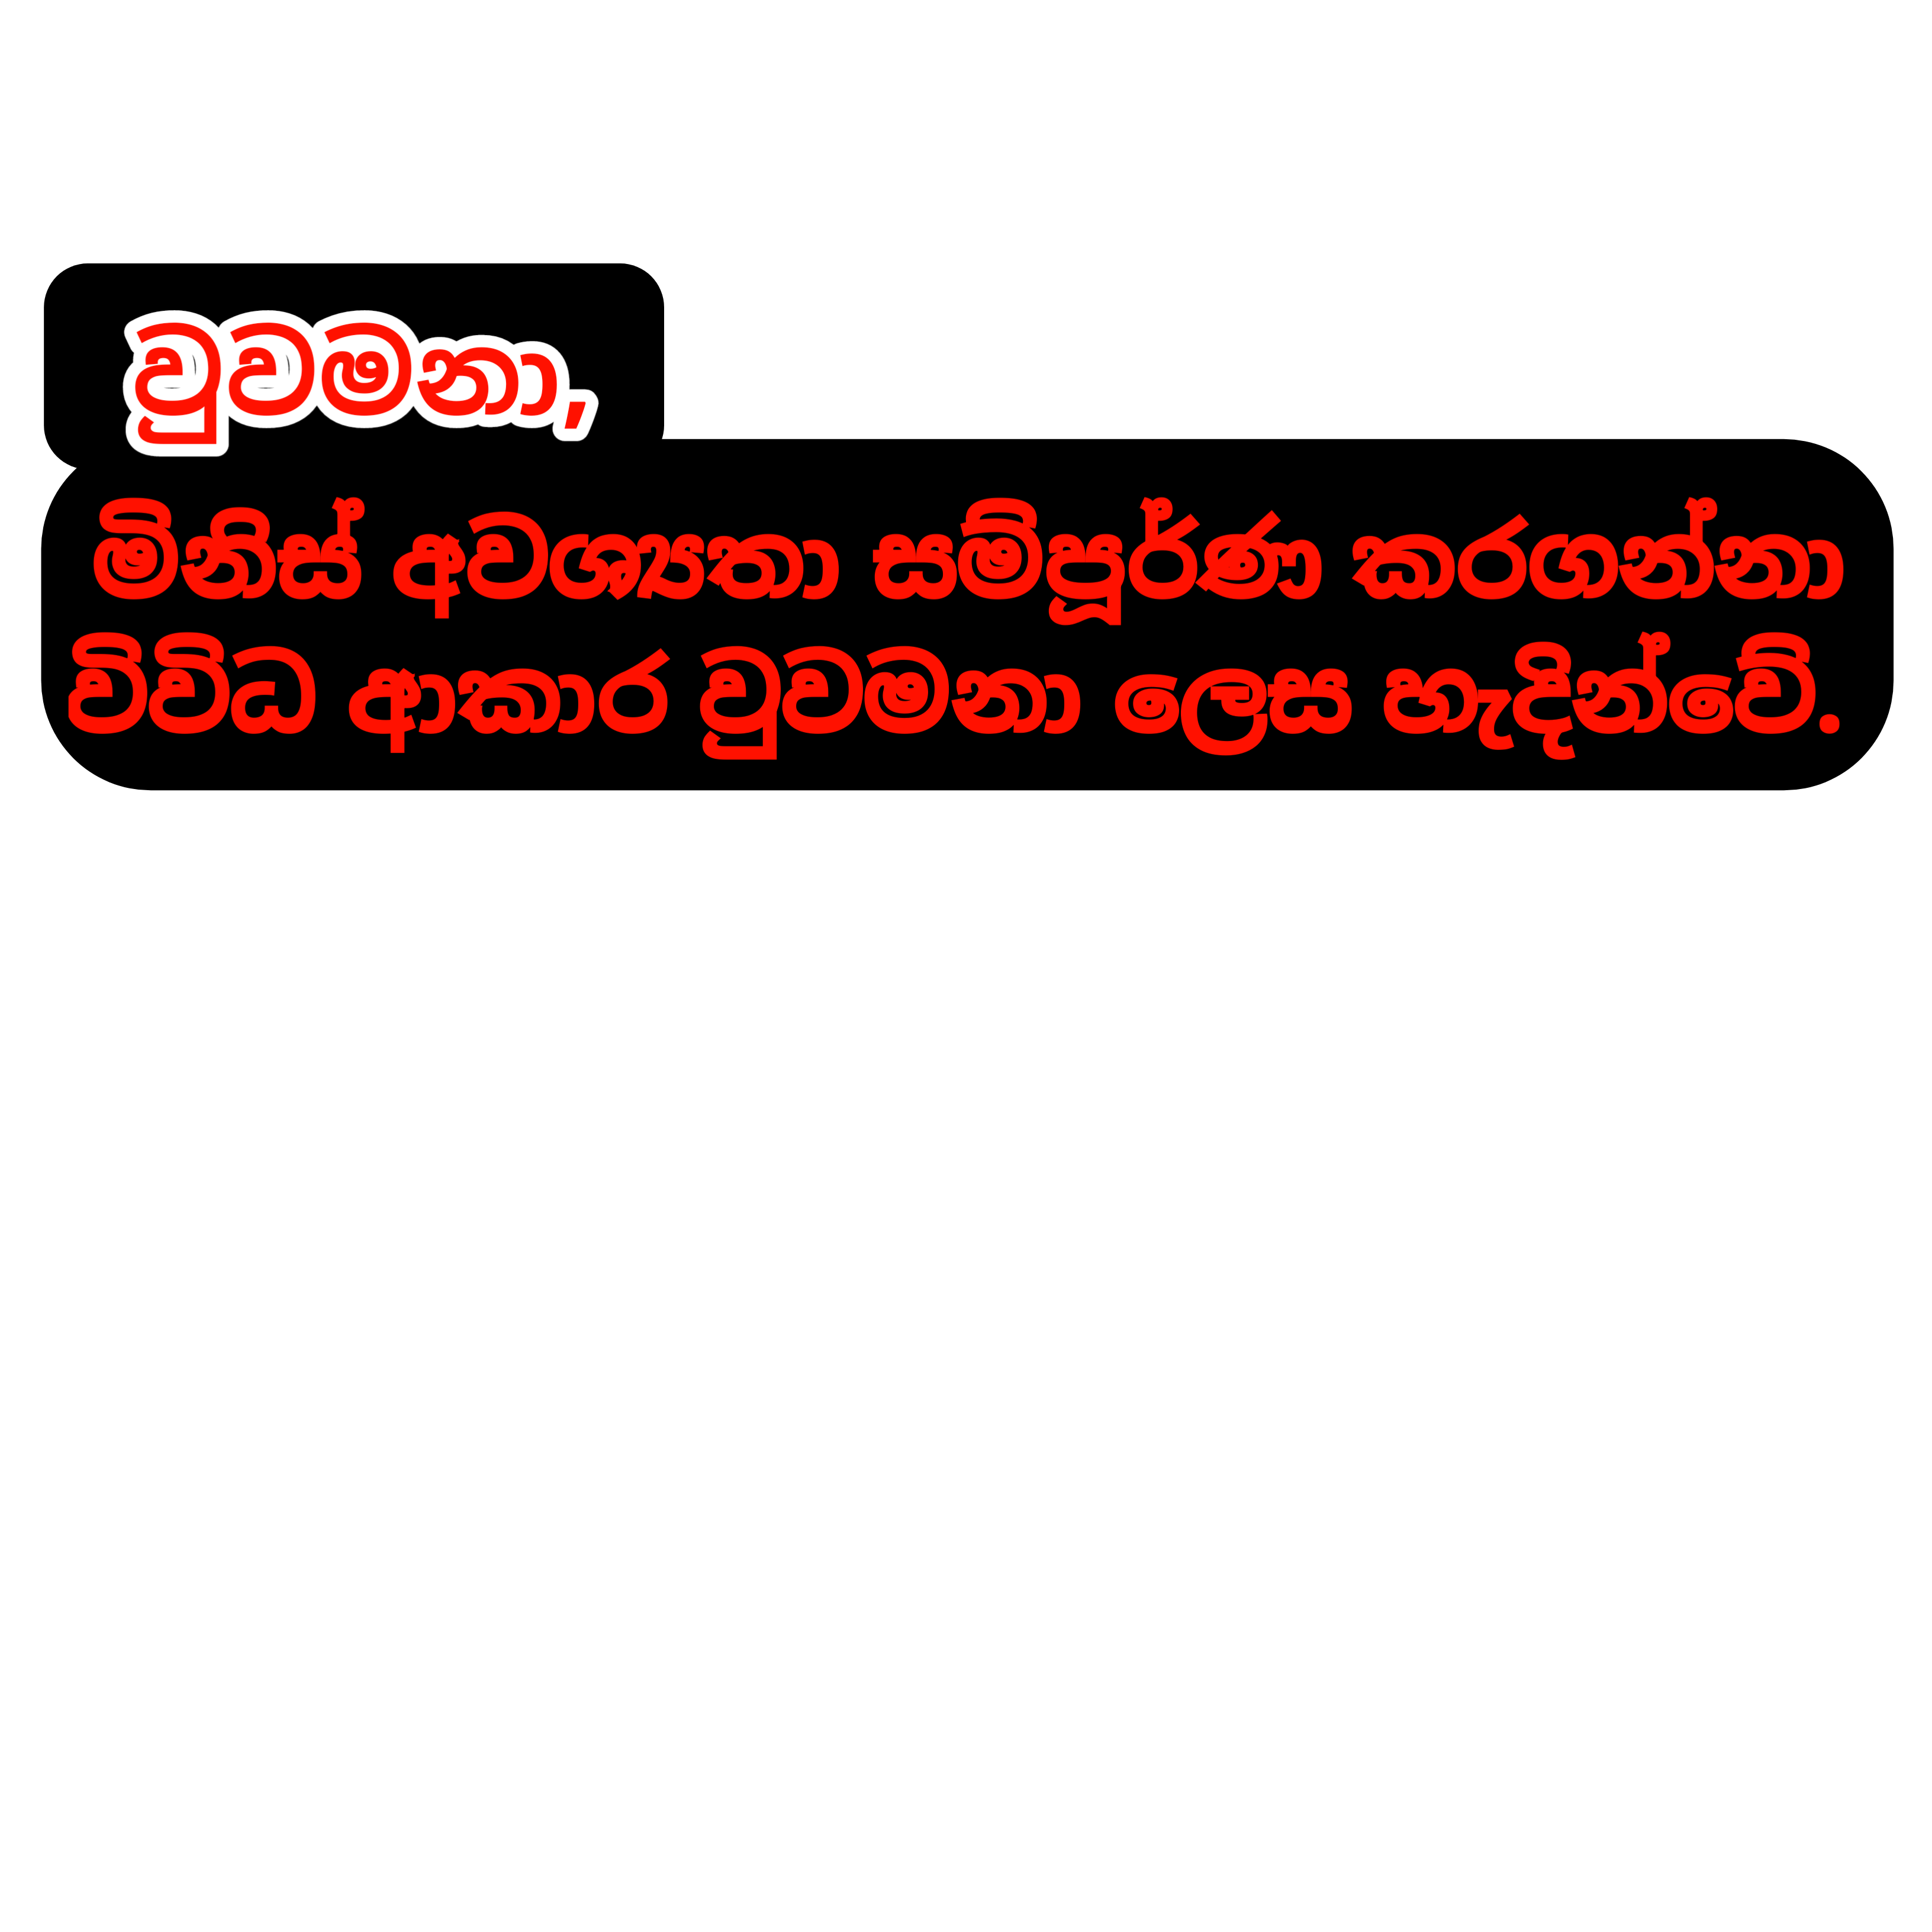 වුවමනා,
මිනිස් අවශ්‍යතා සම්පූර්ණ කරගන්නා
විවිධ ආකාර වුවමනා ලෙස හැඳින්වේ.